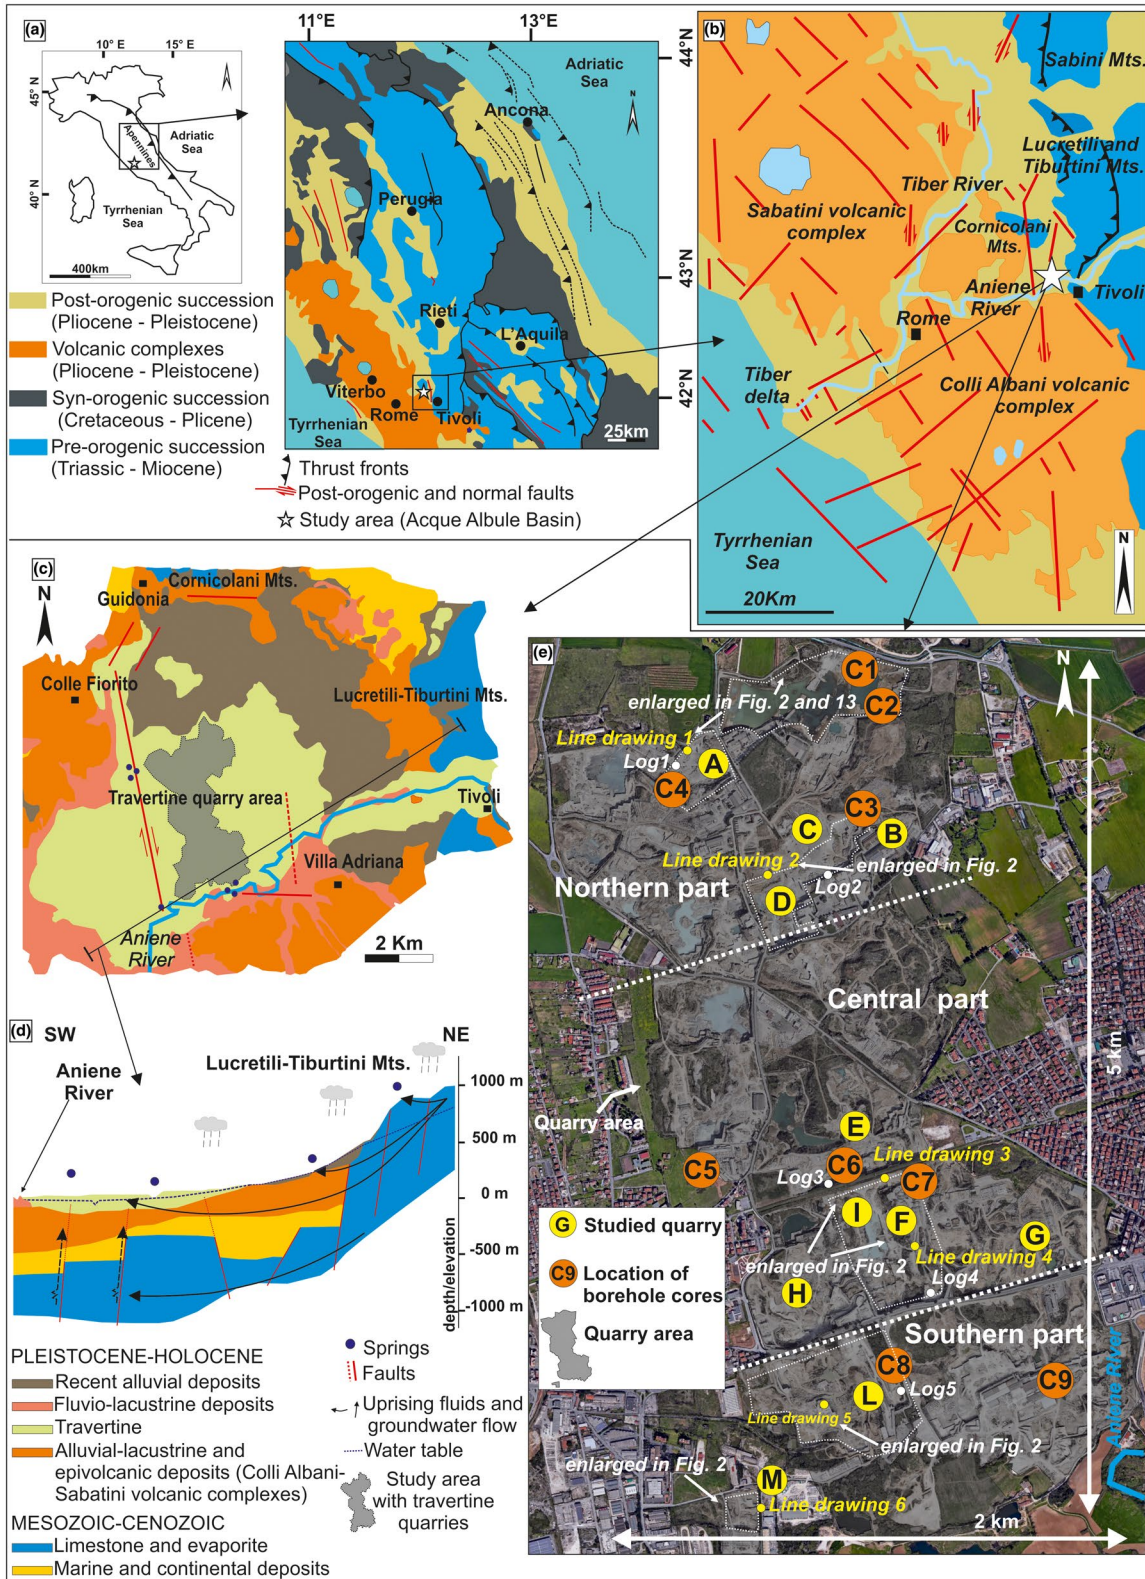 (a)
10° E
15° E
45° N
40° N
Apennines
Adriatic
Sea
Tyrrhenian
Sea
400km
11°E
13°E
44°N
43°N
42°N
Adriatic
Sea
Ancona
N
Perugia
Rieti
L'Aquila
Viterbo
Rome
Tivoli
Tyrrhenian
Sea
25km
Post-orogenic succession
(Pliocene - Pleistocene)
Volcanic complexes
(Pliocene - Pleistocene)
Syn-orogenic succession
(Cretaceous - Plicene)
Pre-orogenic succession
(Triassic - Miocene)
Thrust fronts
Post-orogenic and normal faults
Study area (Acque Albule Basin)
(b)
Sabini Mts.
Lucretili and
Tiburtini Mts.
Tiber River
Sabatini volcanic
complex
Cornicolani
Mts.
Aniene
River
Tivoli
Rome
Tiber
delta
Colli Albani volcanic
complex
Tyrrhenian
Sea
20Km
N
(c)
N
Cornicolani Mts.
Guidonia
Colle Fiorito
Lucretili-Tiburtini Mts.
Travertine quarry area
Tivoli
Villa Adriana
Aniene
River
2 Km
(d)
SW
NE
Lucretili-Tiburtini Mts.
Aniene
River
1000 m
500 m
0 m
-500 m
-1000 m
depth/elevation
PLEISTOCENE-HOLOCENE
Recent alluvial deposits
Fluvio-lacustrine deposits
Travertine
Alluvial-lacustrine and
epivolcanic deposits (Colli Albani-
Sabatini volcanic complexes)
MESOZOIC-CENOZOIC
Limestone and evaporite
Marine and continental deposits
Springs
Faults
Uprising fluids and
groundwater flow
Water table
Study area
with travertine
quarries
(e)
N
C1
enlarged in Fig. 2 and 13
C2
Line drawing 1
Log1
A
C4
C3
C
B
Line drawing 2
enlarged in Fig. 2
Log2
Northern part
D
Central part
5 km
Quarry area
E
C5
C6
Line drawing 3
Log3
C7
I
F
G
Line drawing 4
enlarged in Fig. 2
H
Log4
G Studied quarry
C9 Location of
borehole cores
Quarry area
Southern part
C8
C9
L
Log5
Line drawing 5
enlarged in Fig. 2
enlarged in Fig. 2
M
Line drawing 6
Aniene River
2 km